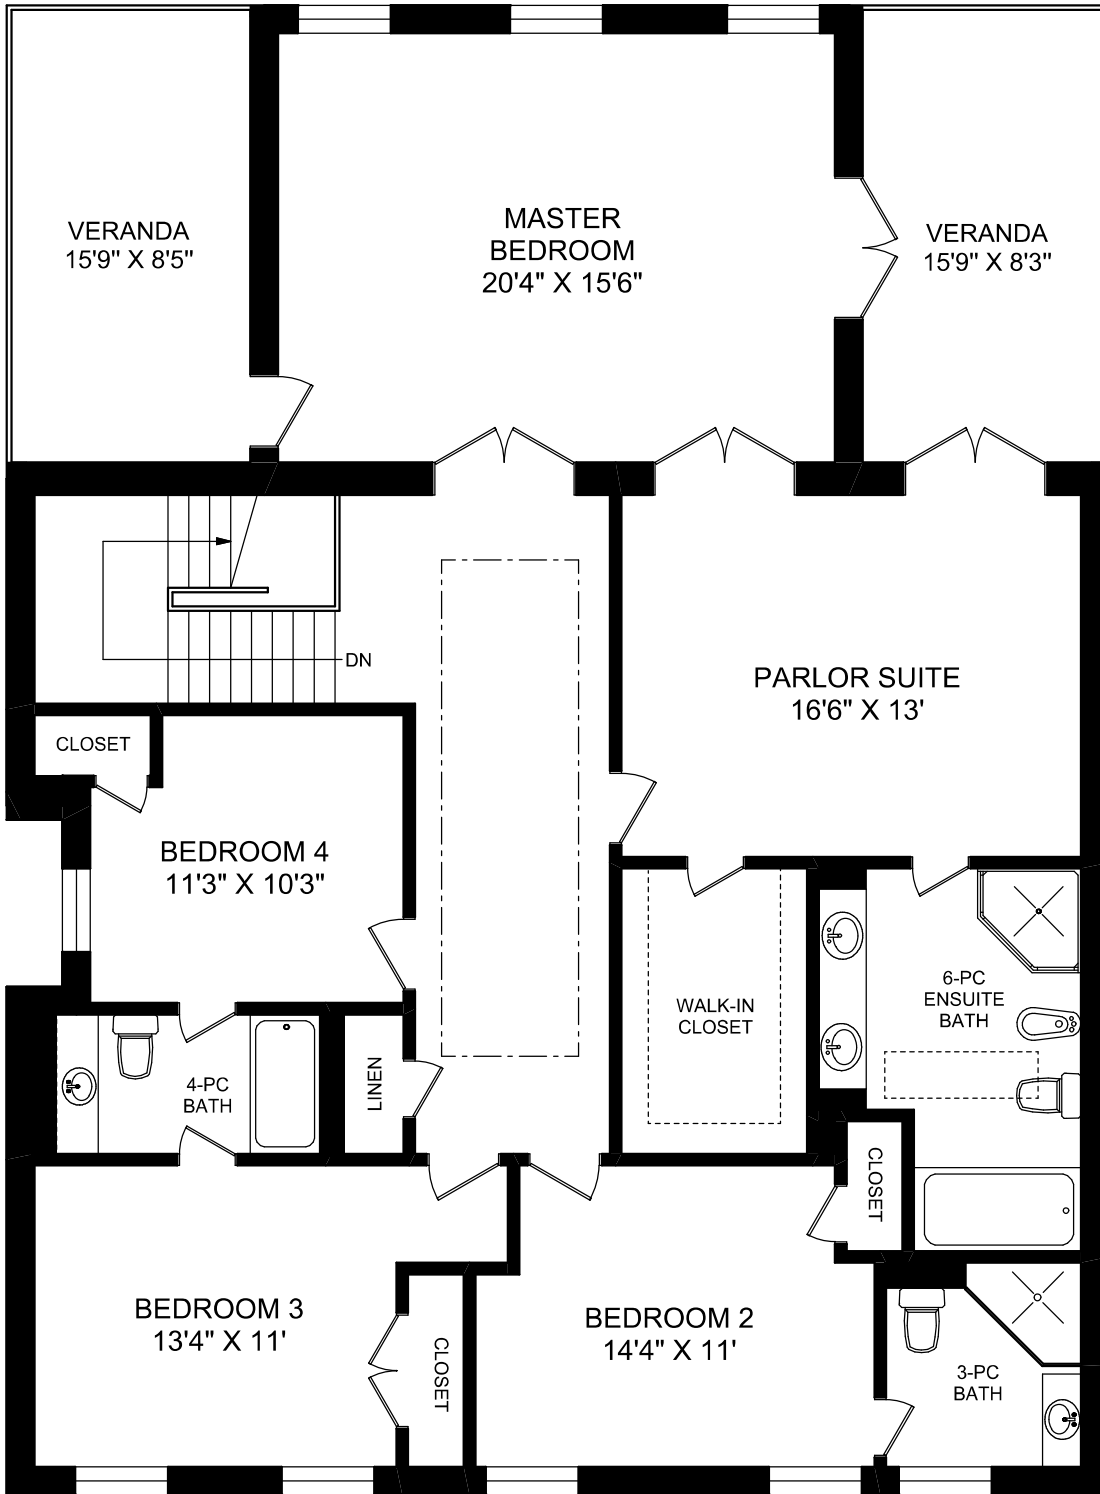 VERANDA
15'9" X 8'5"
MASTER
BEDROOM
20'4" X 15'6"
VERANDA
15'9" X 8'3"
DN
PARLOR SUITE
16'6" X 13'
CLOSET
BEDROOM 4
11'3" X 10'3"
WALK-IN
CLOSET
6-PC
ENSUITE
BATH
4-PC
BATH
LINEN
CLOSET
BEDROOM 3
13'4" X 11'
CLOSET
BEDROOM 2
14'4" X 11'
3-PC
BATH